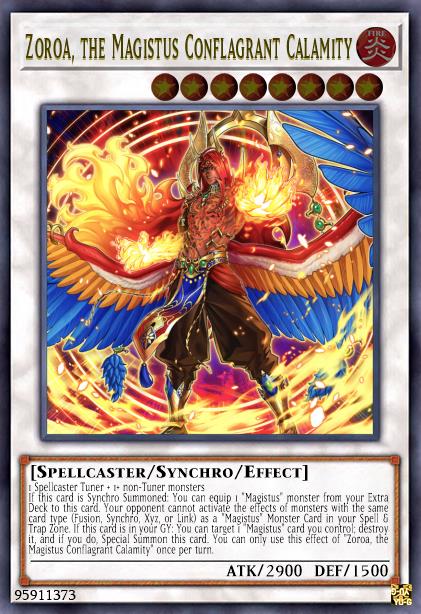 ZOROA, THE MAGISTUS CONFLAGRANT CALAMITY
FIRE
炎
[SPELLCASTER/SYNCHRO/EFFECT]
1 Spellcaster Tuner + 1+ non-Tuner monsters
If this card is Synchro Summoned: You can equip 1 "Magistus" monster from your Extra
Deck to this card. Your opponent cannot activate the effects of monsters with the same
card type (Fusion, Synchro, Xyz, or Link) as a "Magistus" Monster Card in your Spell &
Trap Zone. If this card is in your GY: You can target 1 "Magistus" card you control; destroy
it, and if you do, Special Summon this card. You can only use this effect of "Zoroa, the
Magistus Conflagrant Calamity" once per turn.
ATK/2900 DEF/1500
95911373